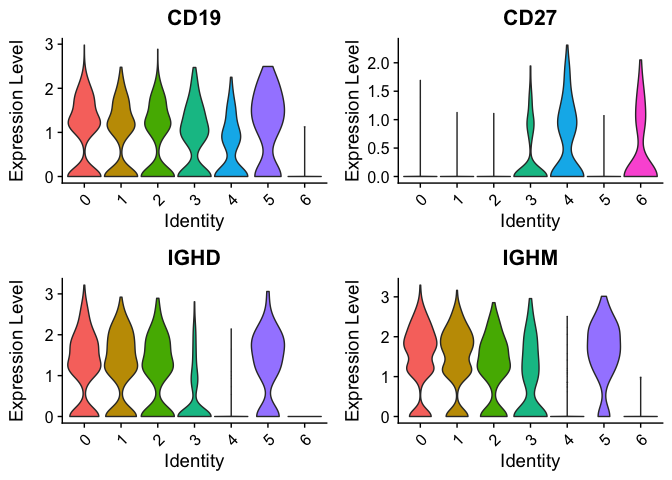 CD19
Expression Level
3
2
1
0
0 1 2 3 4 5 6
Identity
CD27
Expression Level
2.0
1.5
1.0
0.5
0.0
0 1 2 3 4 5 6
Identity
IGHD
Expression Level
3
2
1
0
0 1 2 3 4 5 6
Identity
IGHM
Expression Level
3
2
1
0
0 1 2 3 4 5 6
Identity